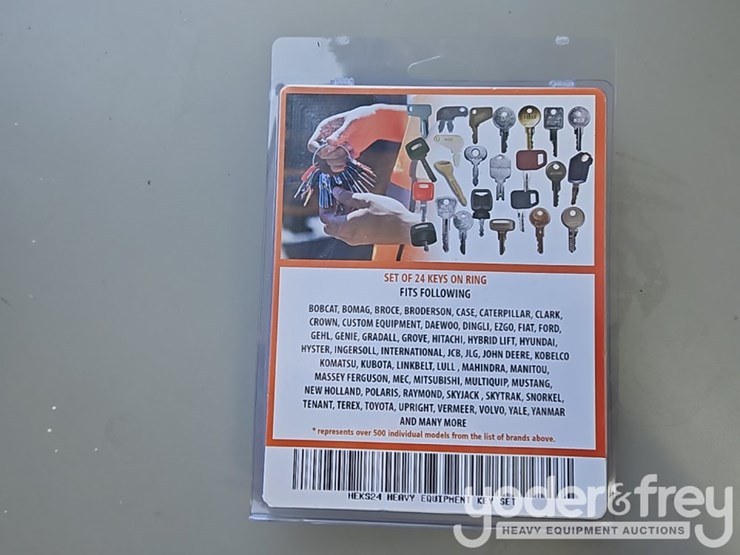 SET OF 24 KEYS ON RING
FITS FOLLOWING
BOBCAT, BOMAG, BROCE, BRODERSON, CASE, CATERPILLAR, CLARK,
CROWN, CUSTOM EQUIPMENT, DAEWOO, DINGLI, EZGO, FIAT, FORD,
GEHL, GENIE, GRADALL, GROVE, HITACHI, HYBRID LIFT, HYUNDAI,
HYSTER, INGERSOLL, INTERNATIONAL, JCB, JLG, JOHN DEERE, KOBELCO
KOMATSU, KUBOTA, LINKBELT, LULL , MAHINDRA, MANITOU,
MASSEY FERGUSON, MEC, MITSUBISHI, MULTIQUIP, MUSTANG,
NEW HOLLAND, POLARIS, RAYMOND, SKYJACK , SKYTRAK, SNORKEL,
TENANT, TEREX, TOYOTA, UPRIGHT, VERMEER, VOLVO, YALE, YANMAR
AND MANY MORE
* represents over 500 individual models from the list of brands above.
HEKS24 HEAVY EQUIPMENT KEY SET
yoder&frey
HEAVY EQUIPMENT AUCTIONS